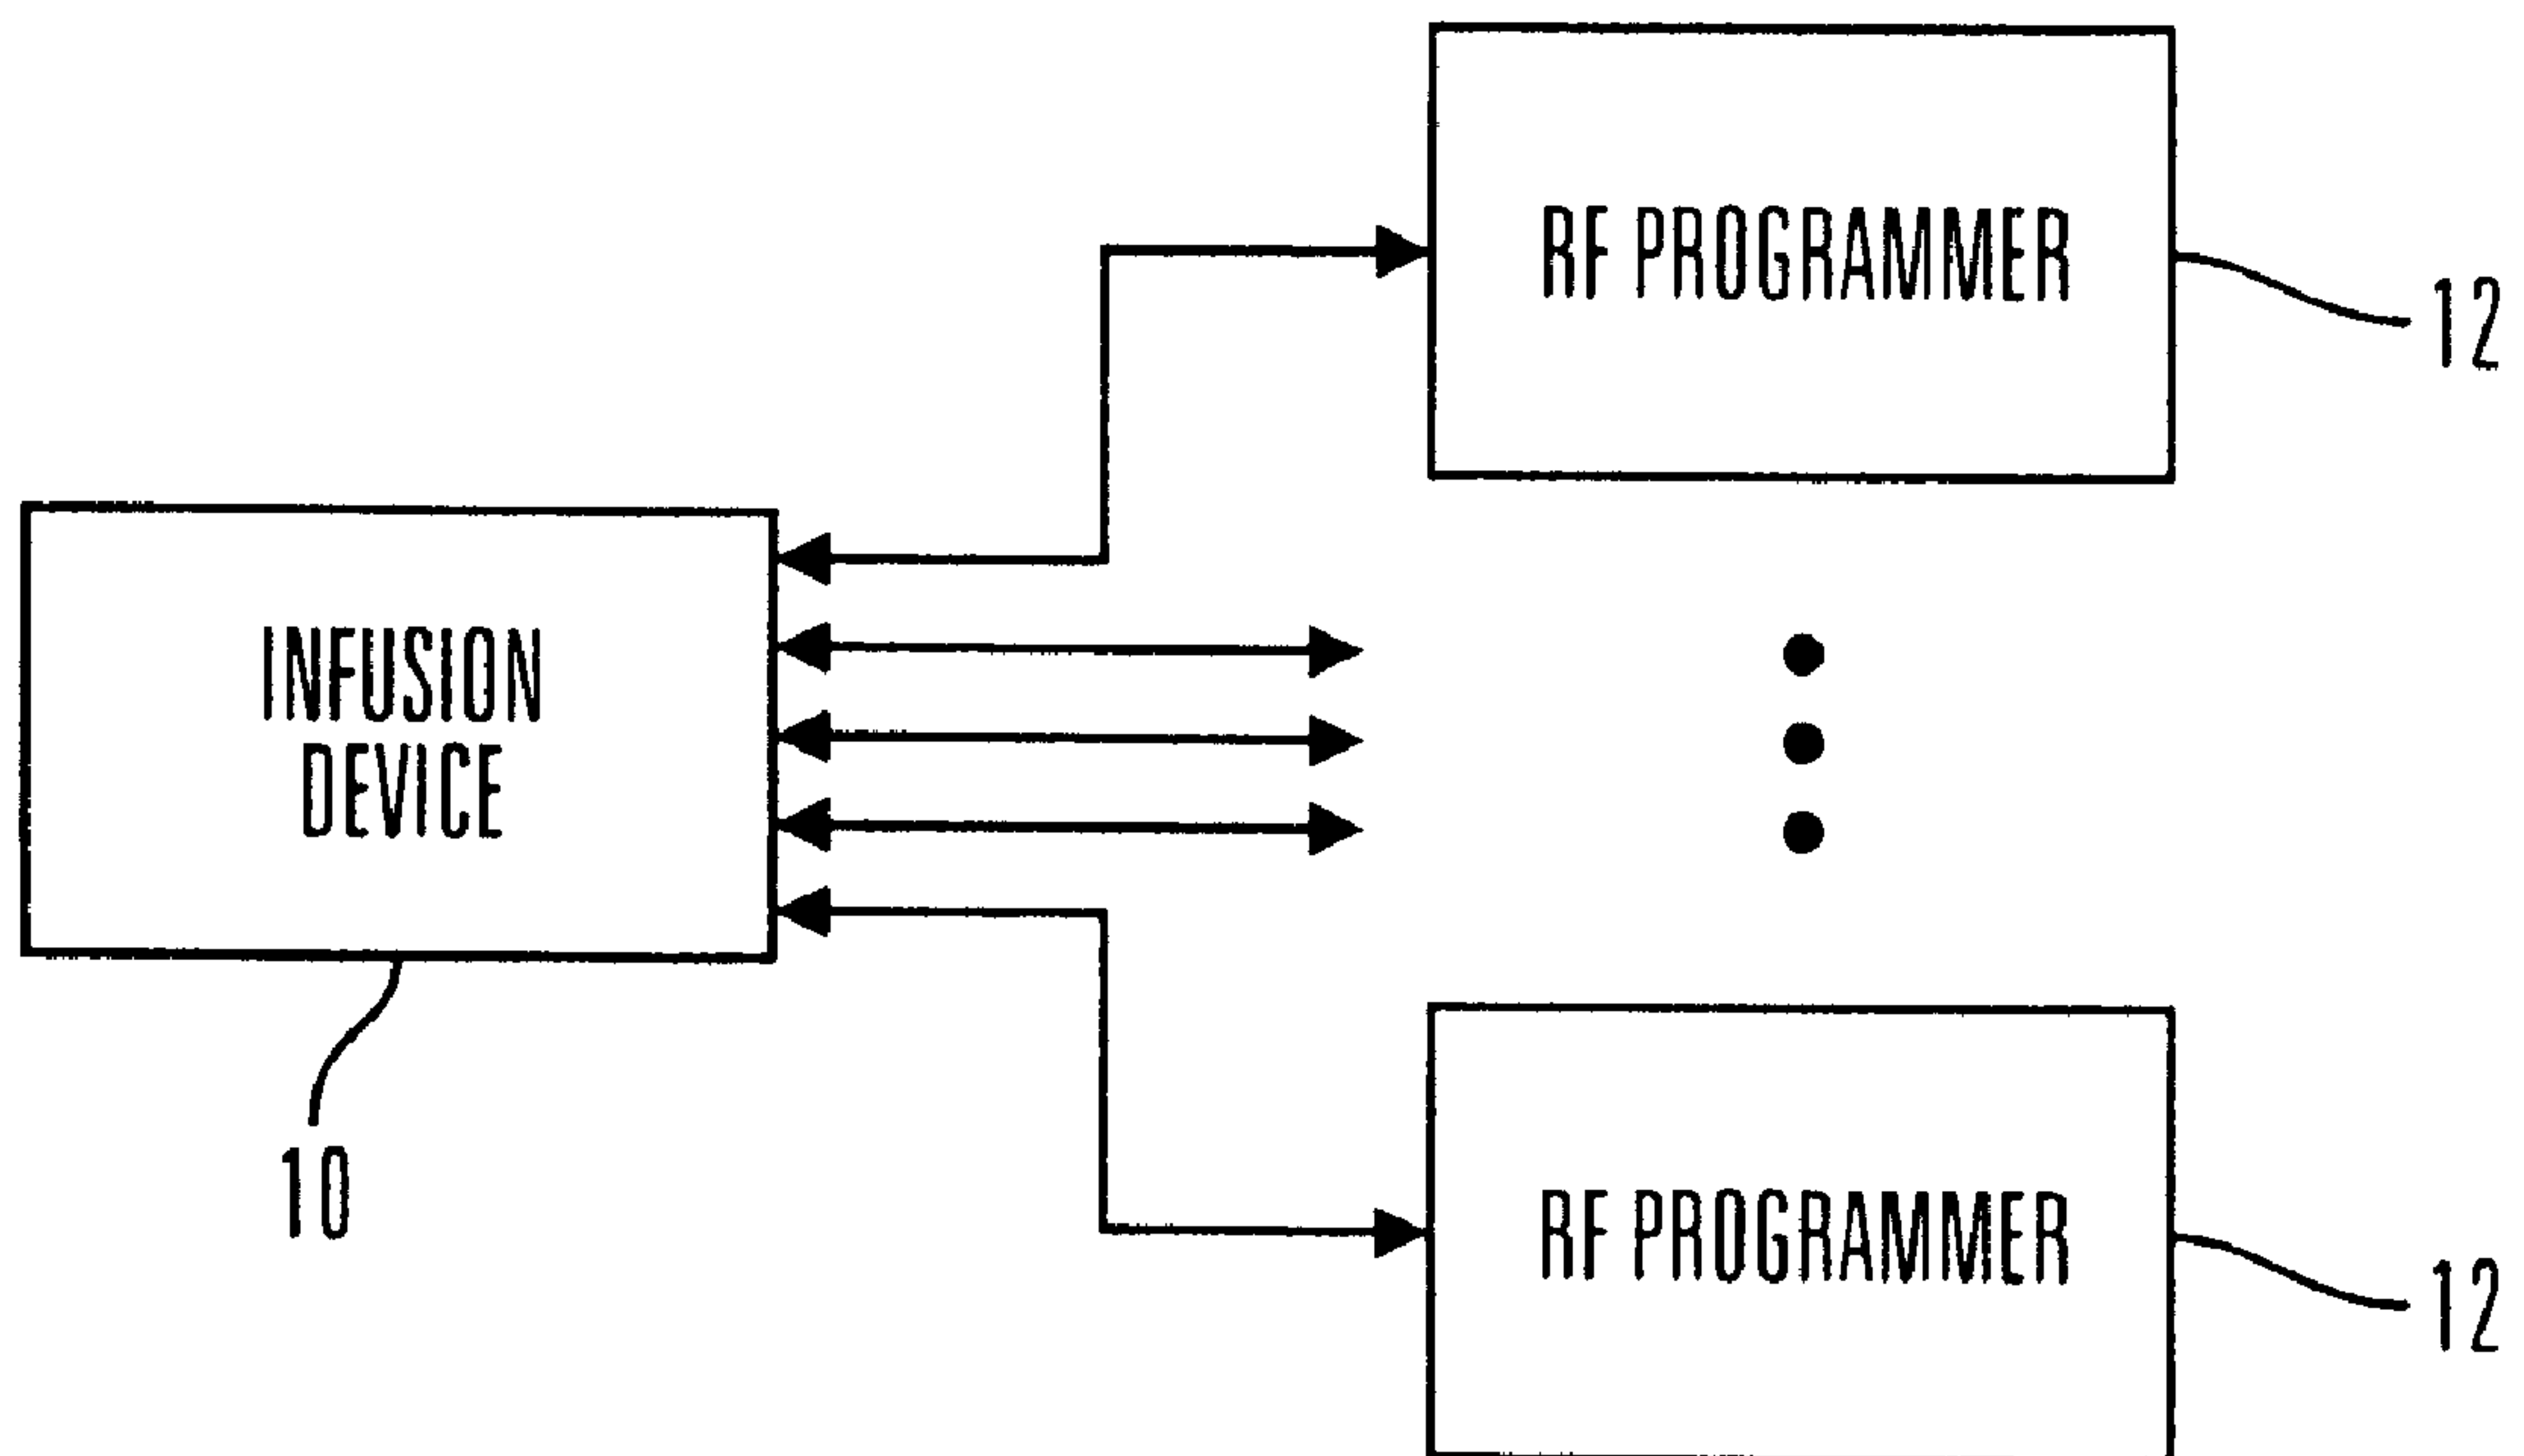 RF PROGRAMMER
12
INFUSION
DEVICE
10
RF PROGRAMMER
12